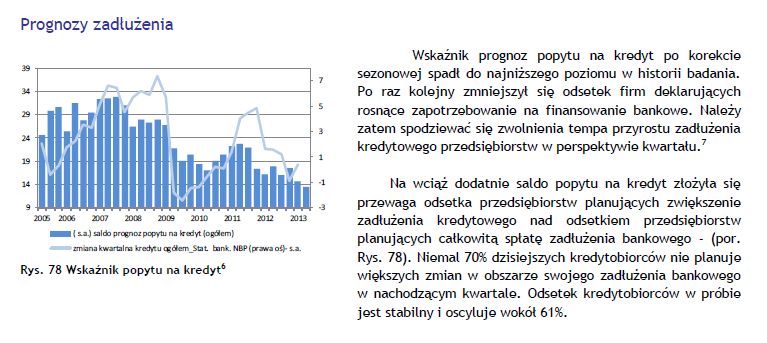 Prognozy zadłużenia
39
34
29
24
19
14
9
7
5
3
1
-1
-3
2005 2006 2007 2008 2009 2010 2011 2012 2013
( s.a.) saldo prognoz popytu na kredyt (ogółem)
zmiana kwartalna kredytu ogółem_Stat. bank. NBP (prawa oś)- s.a.
Rys. 78 Wskaźnik popytu na kredyt⁶
Wskaźnik prognoz popytu na kredyt po korekcie
sezonowej spadł do najniższego poziomu w historii badania.
Po raz kolejny zmniejszył się odsetek firm deklarujących
rosnące zapotrzebowanie na finansowanie bankowe. Należy
zatem spodziewać się zwolnienia tempa przyrostu zadłużenia
kredytowego przedsiębiorstw w perspektywie kwartału.⁷
Na wciąż dodatnie saldo popytu na kredyt złożyła się
przewaga odsetka przedsiębiorstw planujących zwiększenie
zadłużenia kredytowego nad odsetkiem przedsiębiorstw
planujących całkowitą spłatę zadłużenia bankowego - (por.
Rys. 78). Niemal 70% dzisiejszych kredytobiorców nie planuje
większych zmian w obszarze swojego zadłużenia bankowego
w nachodzącym kwartale. Odsetek kredytobiorców w próbie
jest stabilny i oscyluje wokół 61%.